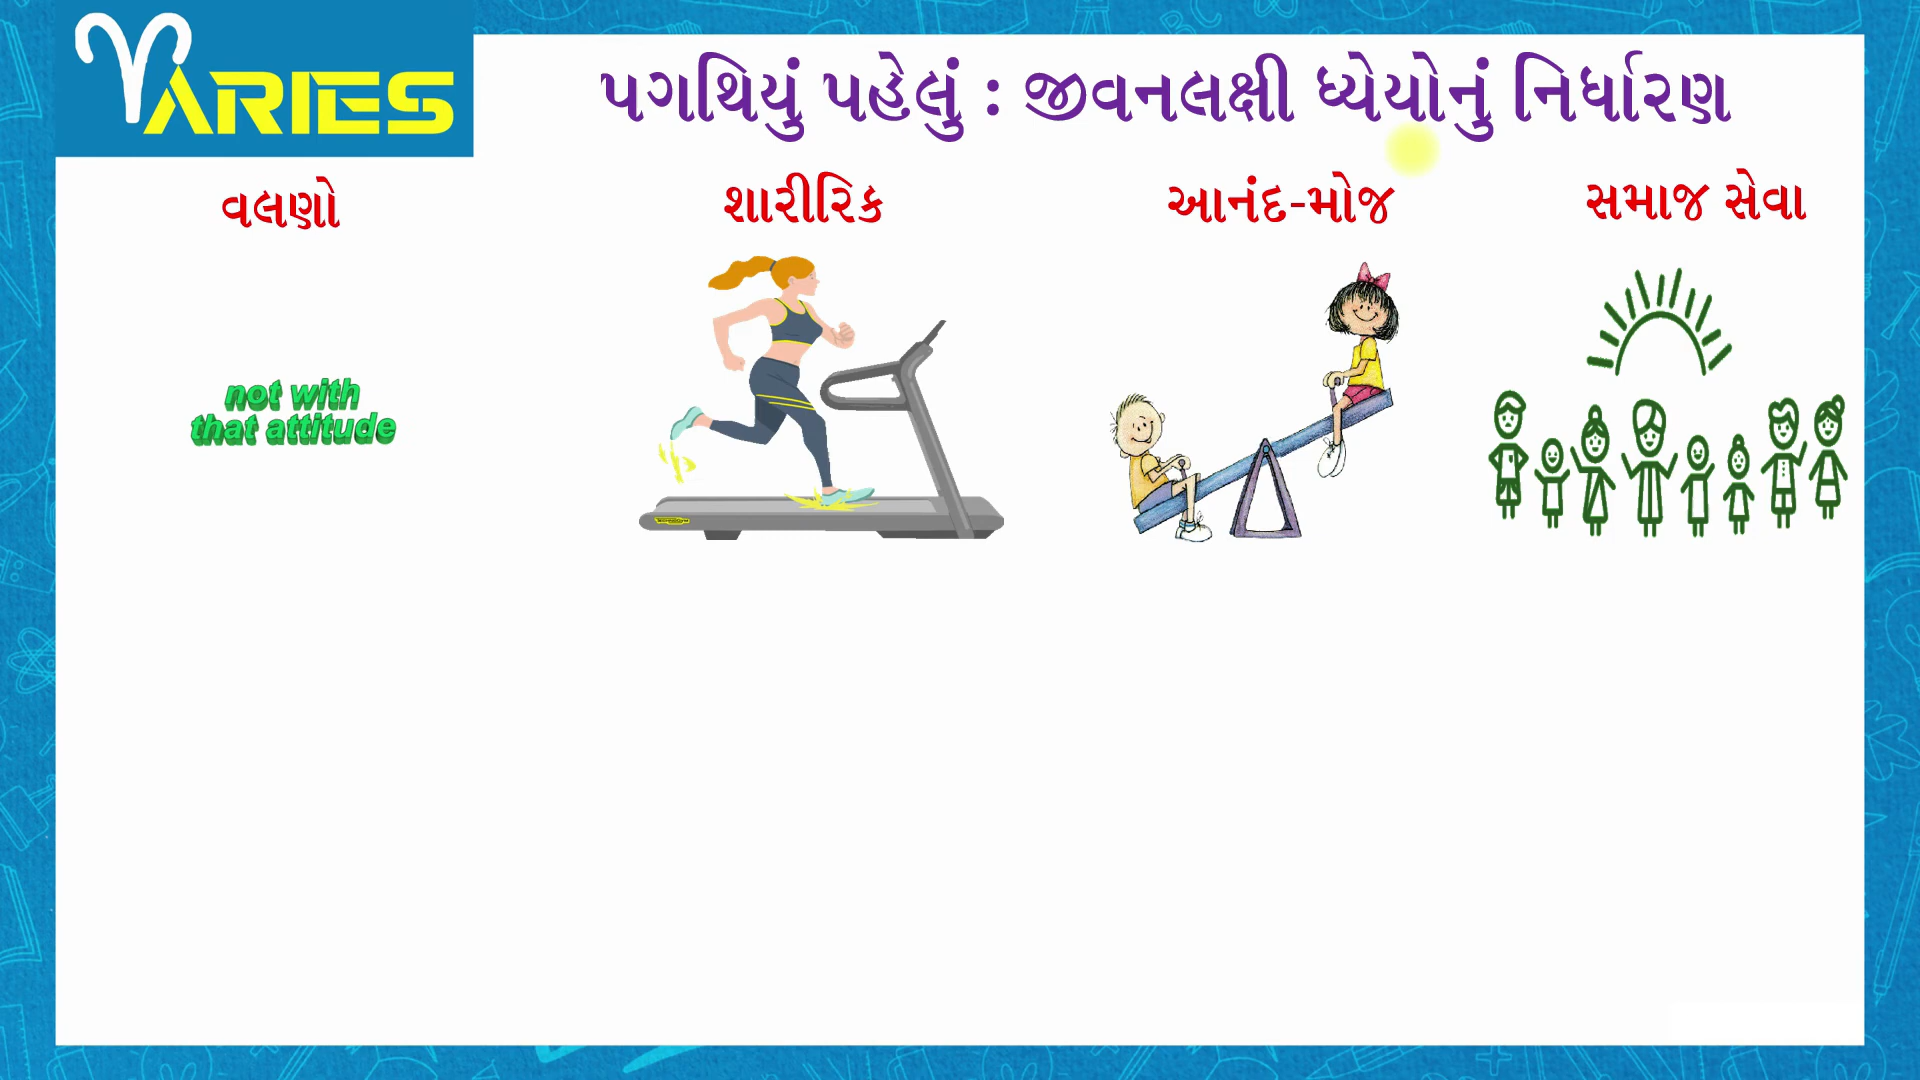 ARIES
પગથિયું પહેલું : જીવનલક્ષી ધ્યેયોનું નિર્ધારણ
વલણો
શારીરિક
આનંદ-મોજ
સમાજ સેવા
not with
that attitude